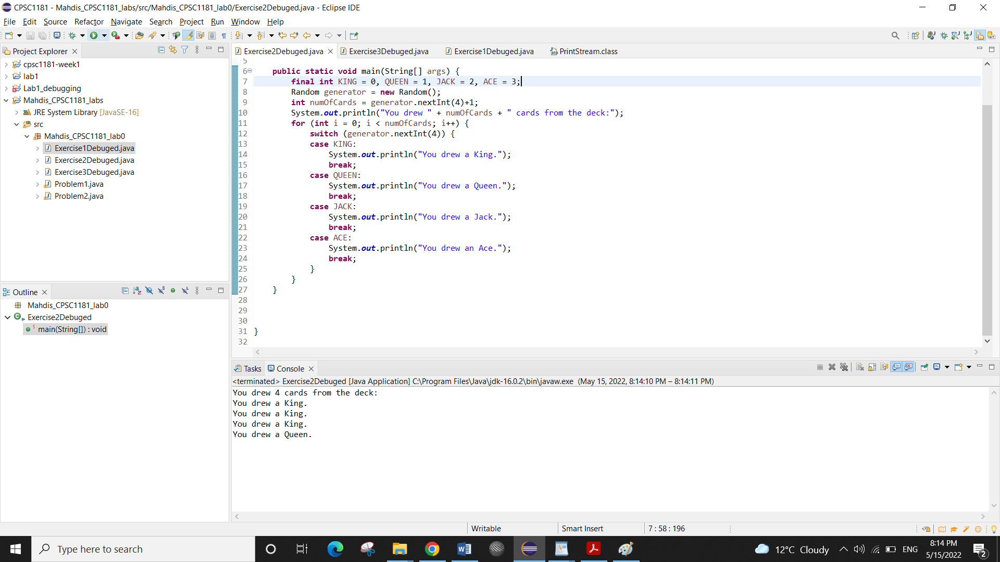 CPSC1181 - Mahdis_CPSC1181_labs/src/Mahdis_CPSC1181_lab0/Exercise2Debuged.java - Eclipse IDE
File Edit Source Refactor Navigate Search Project Run Window Help
Project Explorer
cpsc1181-week1
lab1
Lab1_debugging
Mahdis_CPSC1181_labs
JRE System Library [JavaSE-16]
src
Mahdis_CPSC1181_lab0
Exercise1Debuged.java
Exercise2Debuged.java
Exercise3Debuged.java
Problem1.java
Problem2.java
Outline
Mahdis_CPSC1181_lab0
Exercise2Debuged
main(String[]) : void
Exercise2Debuged.java Exercise3Debuged.java Exercise1Debuged.java PrintStream.class
5
6 public static void main(String[] args) {
7 final int KING = 0, QUEEN = 1, JACK = 2, ACE = 3;
8 Random generator = new Random();
9 int numOfCards = generator.nextInt(4)+1;
10 System.out.println("You drew " + numOfCards + " cards from the deck:");
11 for (int i = 0; i < numOfCards; i++) {
12 switch (generator.nextInt(4)) {
13 case KING:
14 System.out.println("You drew a King.");
15 break;
16 case QUEEN:
17 System.out.println("You drew a Queen.");
18 break;
19 case JACK:
20 System.out.println("You drew a Jack.");
21 break;
22 case ACE:
23 System.out.println("You drew an Ace.");
24 break;
25 }
26 }
27 }
28
29
30
31 }
32
Tasks Console
<terminated> Exercise2Debuged [Java Application] C:\Program Files\Java\jdk-16.0.2\bin\javaw.exe (May 15, 2022, 8:14:10 PM – 8:14:11 PM)
You drew 4 cards from the deck:
You drew a King.
You drew a King.
You drew a King.
You drew a Queen.
Writable Smart Insert 7 : 58 : 196
Type here to search
12°C Cloudy
ENG
8:14 PM
5/15/2022
2